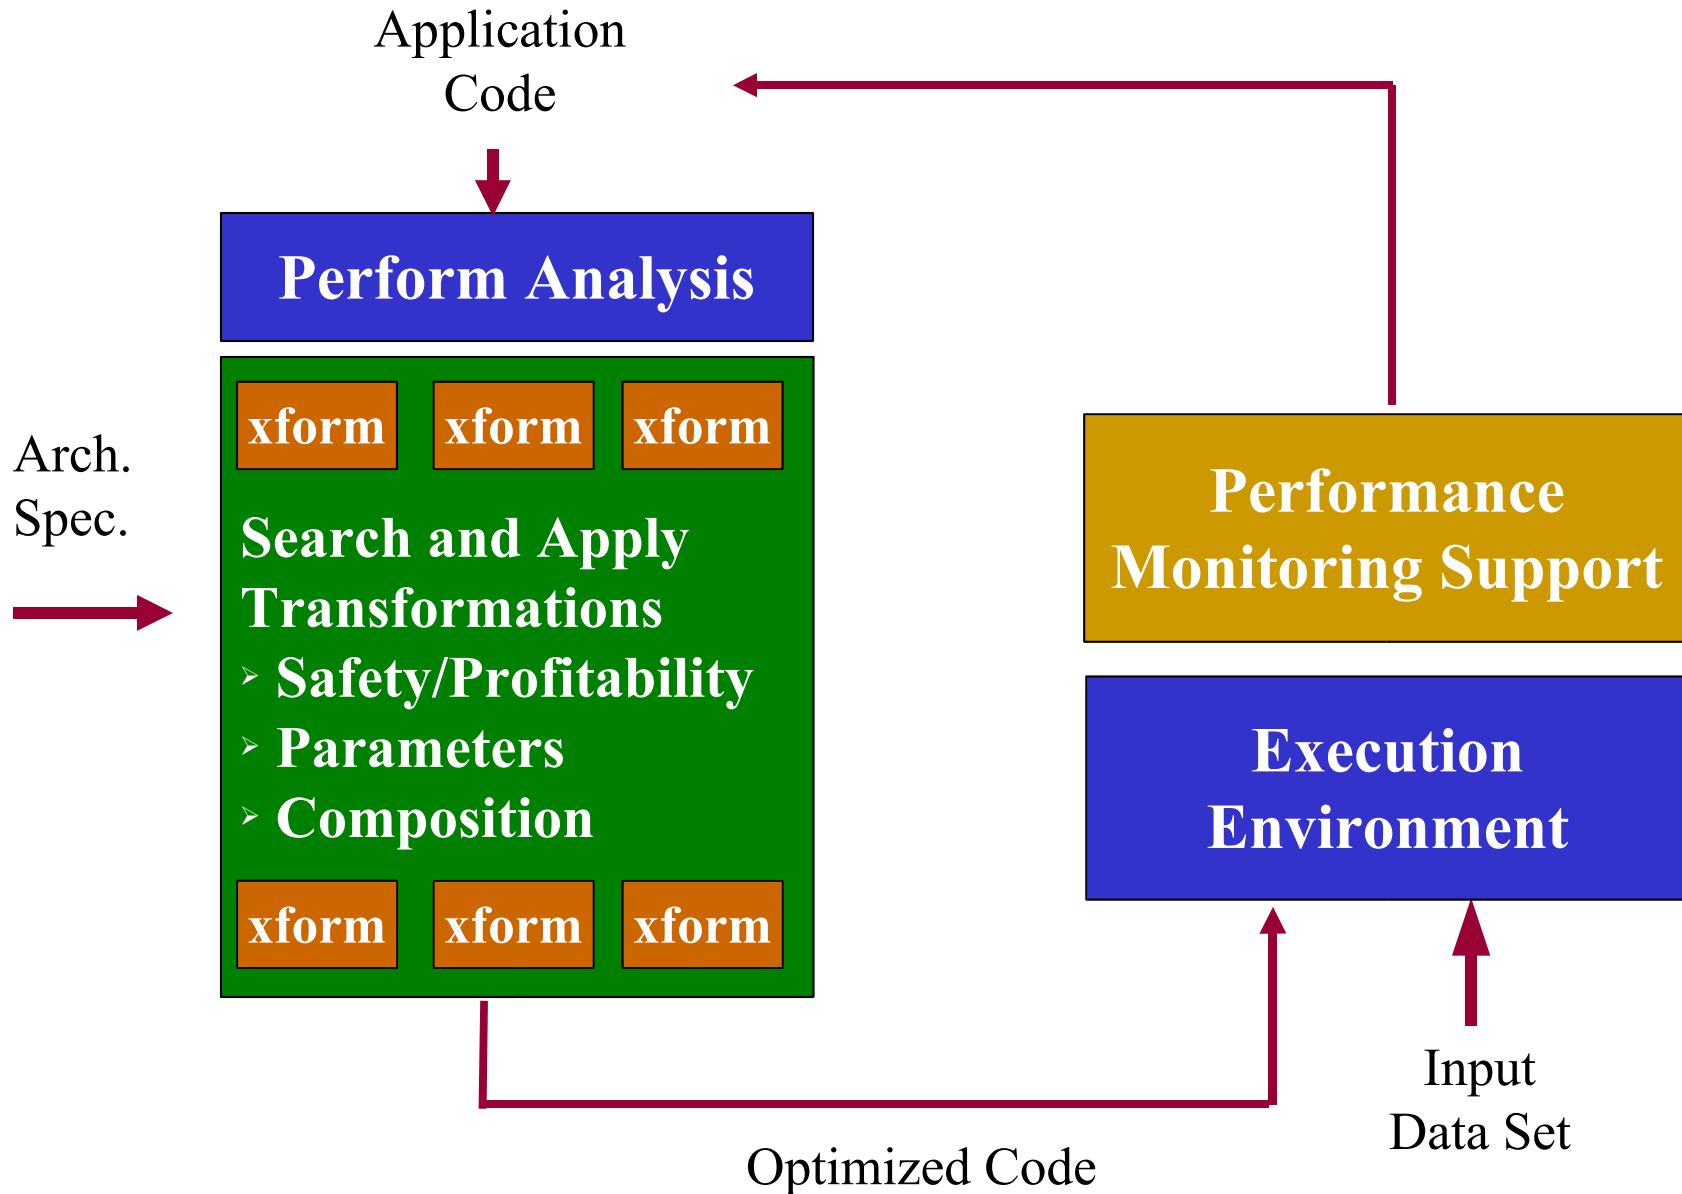 Application
Code
Perform Analysis
xform xform xform
Arch.
Spec.
Search and Apply
Transformations
➢ Safety/Profitability
➢ Parameters
➢ Composition
xform xform xform
Performance
Monitoring Support
Execution
Environment
Input
Data Set
Optimized Code